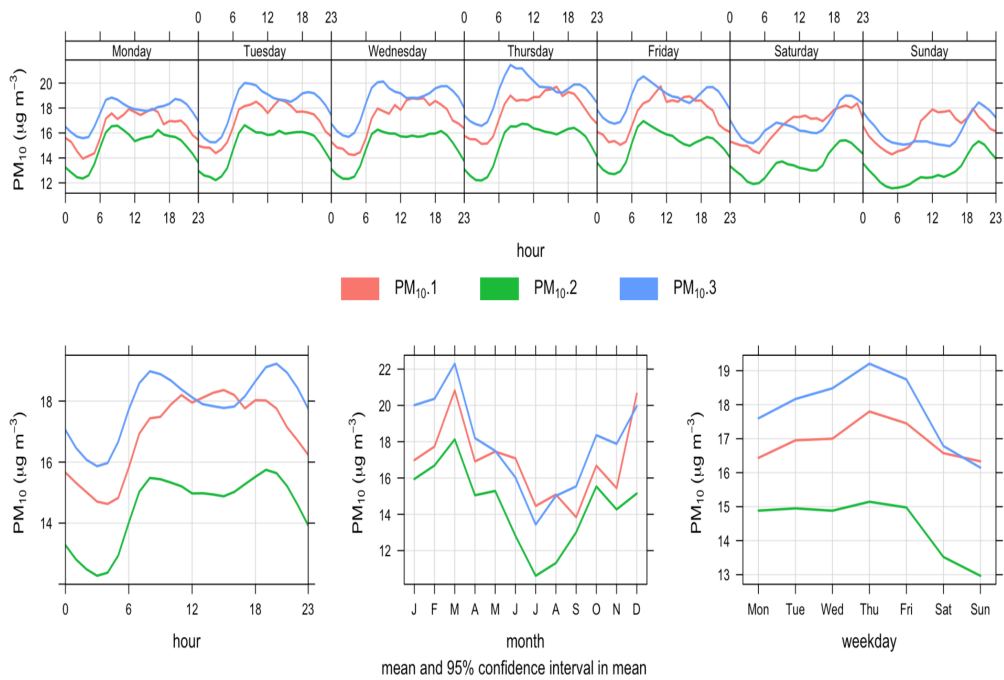 0 6 12 18 23 0 6 12 18 23 0 6 12 18 23
Monday Tuesday Wednesday Thursday Friday Saturday Sunday
PM₁₀ (µg m⁻³)
20
18
16
14
12
0 6 12 18 23 0 6 12 18 23 0 6 12 18 23 0 6 12 18 23
hour
PM₁₀.1 PM₁₀.2 PM₁₀.3
PM₁₀ (µg m⁻³)
18
16
14
0 6 12 18 23
hour
PM₁₀ (µg m⁻³)
22
20
18
16
14
12
J F M A M J J A S O N D
month
PM₁₀ (µg m⁻³)
19
18
17
16
15
14
13
Mon Tue Wed Thu Fri Sat Sun
weekday
mean and 95% confidence interval in mean